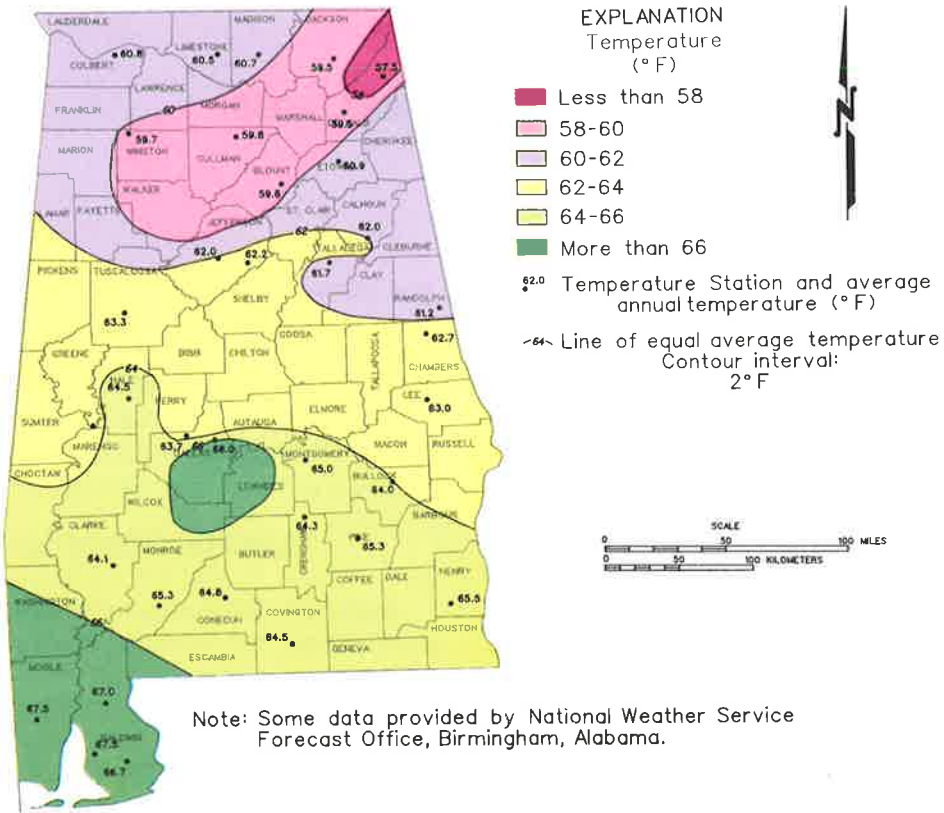 LAUDERDALE
LIMESTONE
MADISON
JACKSON
60.8
60.5
60.7
59.5
57.5
58
COLBERT
LAWRENCE
60
MORGAN
FRANKLIN
MARSHALL
59.6
59.7
59.8
CHEROKEE
MARION
WINSTON
CULLMAN
60.9
BLOUNT
WALKER
59.8
FAYETTE
JEFFERSON
ST. CLAIR
CALHOUN
62
62.0
62.0
62.2
TALLADEGA
CLEBURNE
61.7
CLAY
PICKENS
TUSCALOOSA
SHELBY
RANDOLPH
61.2
63.3
COOSA
62.7
GREENE
BIBB
CHILTON
TALLAPOOSA
CHAMBERS
64
64.5
PERRY
LEE
63.0
ELMORE
SUMTER
AUTAUGA
MACON
RUSSELL
MARENGO
63.7
66
66.0
MONTGOMERY
65.0
CHOCTAW
BULLOCK
64.0
LOWNDES
WILCOX
BARBOUR
CLARKE
64.3
65.3
MONROE
BUTLER
CRENSHAW
64.1
COFFEE
DALE
HENRY
WASHINGTON
65.3
64.8
65.5
CONECUH
COVINGTON
66
64.5
HOUSTON
ESCAMBIA
GENEVA
MOBILE
67.0
67.5
67.5
BALDWIN
66.7
EXPLANATION
Temperature
(°F)
Less than 58
58-60
60-62
62-64
64-66
More than 66
62.0 Temperature Station and average
annual temperature (°F)
64 Line of equal average temperature
Contour interval:
2°F
N
SCALE
0 50 100 MILES
0 50 100 KILOMETERS
Note: Some data provided by National Weather Service
Forecast Office, Birmingham, Alabama.